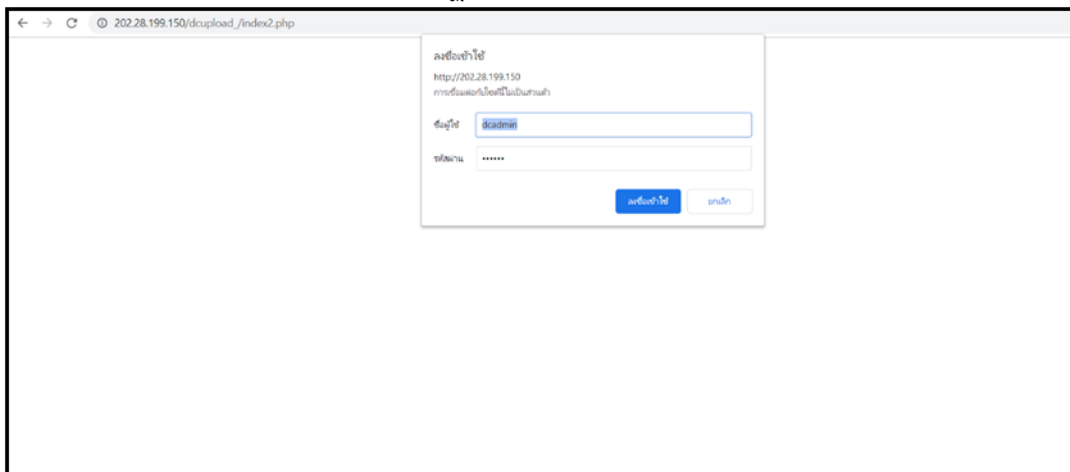 202.28.199.150/dcupload_/index2.php
ลงชื่อเข้าใช้
http://202.28.199.150
การเชื่อมต่อกับไซต์นี้ไม่เป็นส่วนตัว
ชื่อผู้ใช้ dcadmin
รหัสผ่าน ••••••
ลงชื่อเข้าใช้ ยกเลิก